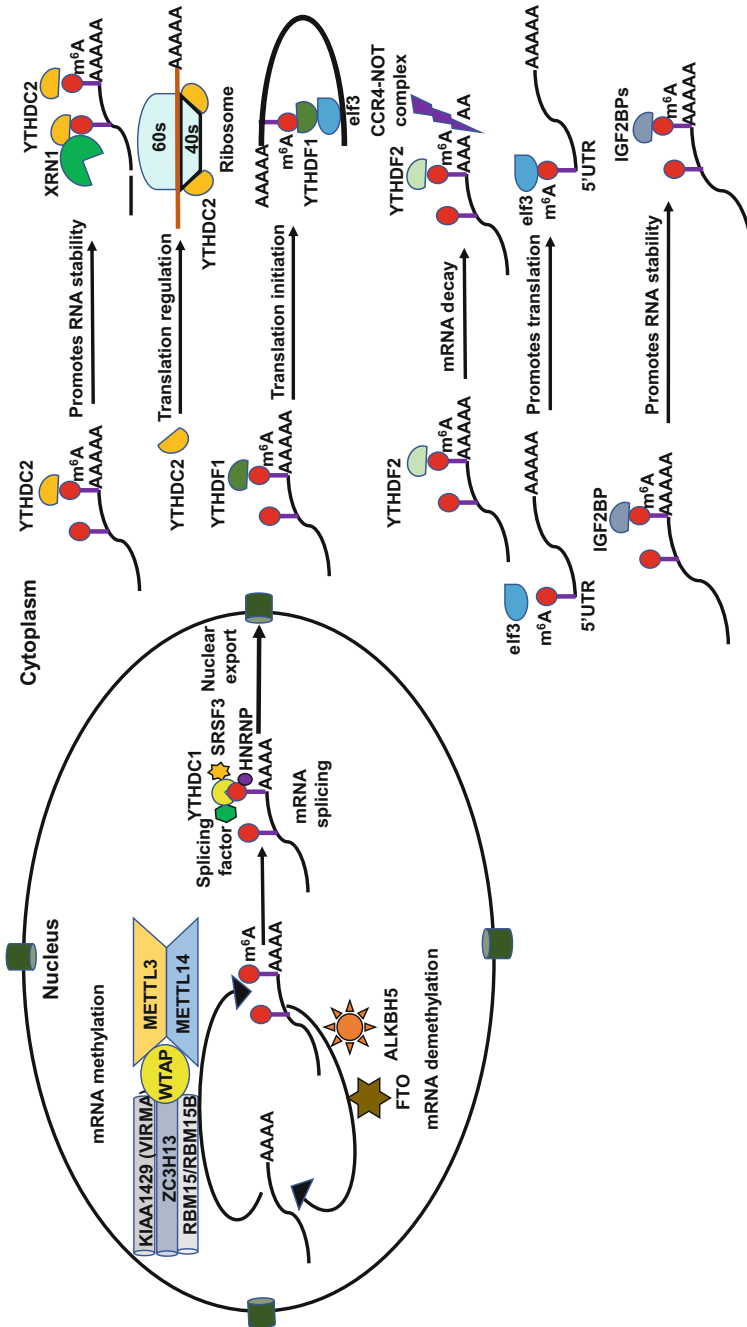 Cytoplasm
Nucleus
mRNA methylation
KIAA1429 (VIRMA)
ZC3H13
RBM15/RBM15B
WTAP
METTL3
METTL14
AAAA
m⁶A
AAAA
FTO
ALKBH5
mRNA demethylation
Splicing
factor
YTHDC1
SRSF3
HNRNP
AAAA
mRNA
splicing
Nuclear
export
YTHDC2
m⁶A
AAAAA
Promotes RNA stability
XRN1
YTHDC2
YTHDC2
m⁶A
AAAAA
YTHDC2
Translation regulation
60s
40s
AAAAA
YTHDC2
Ribosome
YTHDF1
m⁶A
AAAAA
Translation initiation
AAAAA
m⁶A
YTHDF1
eIf3
YTHDF2
m⁶A
AAAAA
mRNA decay
YTHDF2
m⁶A
AAA AA
CCR4-NOT
complex
eIf3
m⁶A
5'UTR
AAAAA
Promotes translation
eIf3
m⁶A
5'UTR
AAAAA
IGF2BP
m⁶A
AAAAA
Promotes RNA stability
IGF2BPs
m⁶A
AAAAA